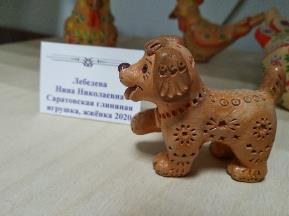 Лебедева
Нина Николаевна
Саратовская глиняная
игрушка, жжёнка 2020